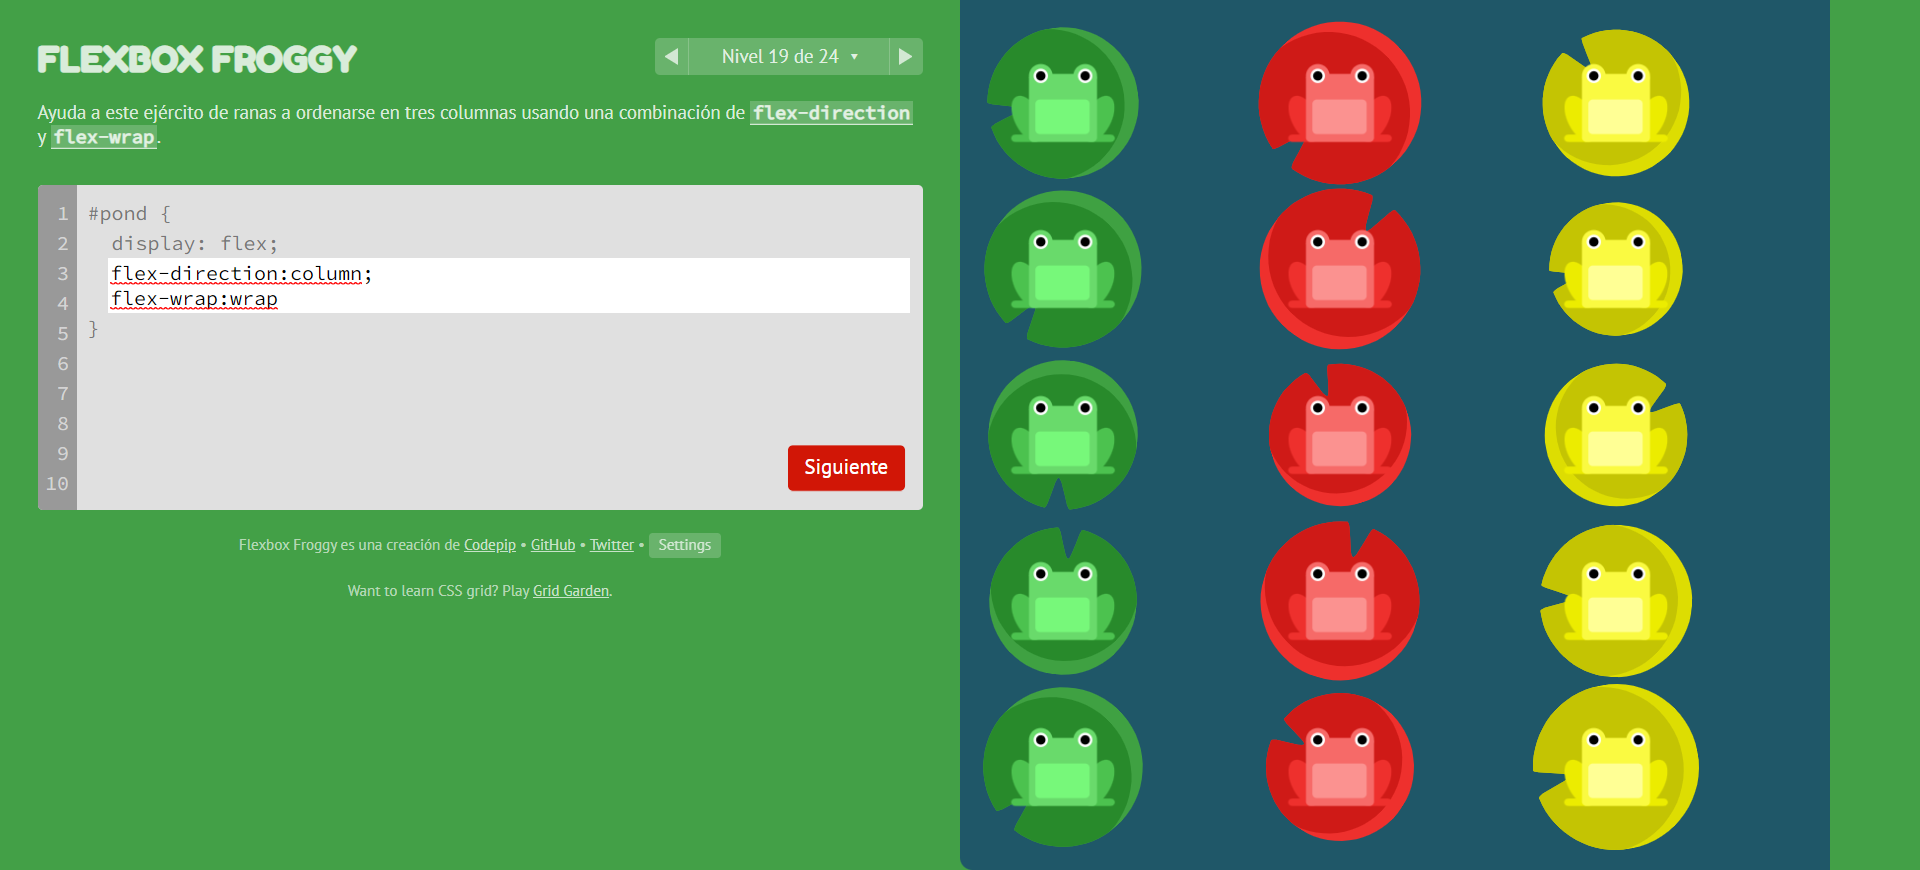 FLEXBOX FROGGY
Nivel 19 de 24 ▾
Ayuda a este ejército de ranas a ordenarse en tres columnas usando una combinación de flex-direction
y flex-wrap.
1 #pond {
2 display: flex;
3 flex-direction:column;
4 flex-wrap:wrap
5 }
6
7
8
9
10
Siguiente
Flexbox Froggy es una creación de Codepip • GitHub • Twitter • Settings
Want to learn CSS grid? Play Grid Garden.